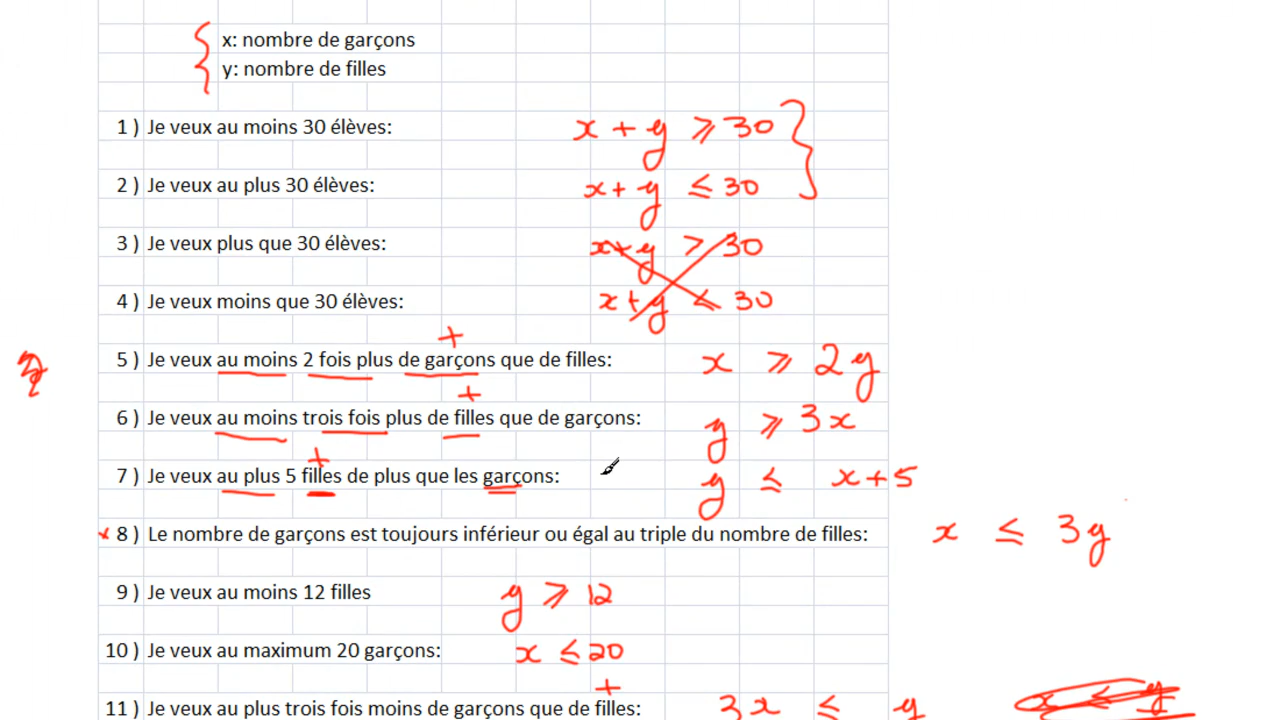 x: nombre de garçons
y: nombre de filles
1 ) Je veux au moins 30 élèves: x + y ⩾ 30
2 ) Je veux au plus 30 élèves: x + y ≤ 30
3 ) Je veux plus que 30 élèves: x + y > 30
4 ) Je veux moins que 30 élèves: x + y < 30
+
5 ) Je veux au moins 2 fois plus de garçons que de filles: x ⩾ 2y
+
6 ) Je veux au moins trois fois plus de filles que de garçons: y ⩾ 3x
+
7 ) Je veux au plus 5 filles de plus que les garçons: y ≤ x + 5
x 8 ) Le nombre de garçons est toujours inférieur ou égal au triple du nombre de filles: x ≤ 3y
9 ) Je veux au moins 12 filles y ⩾ 12
10 ) Je veux au maximum 20 garçons: x ≤ 20
+
11 ) Je veux au plus trois fois moins de garçons que de filles: 3x ≤ y